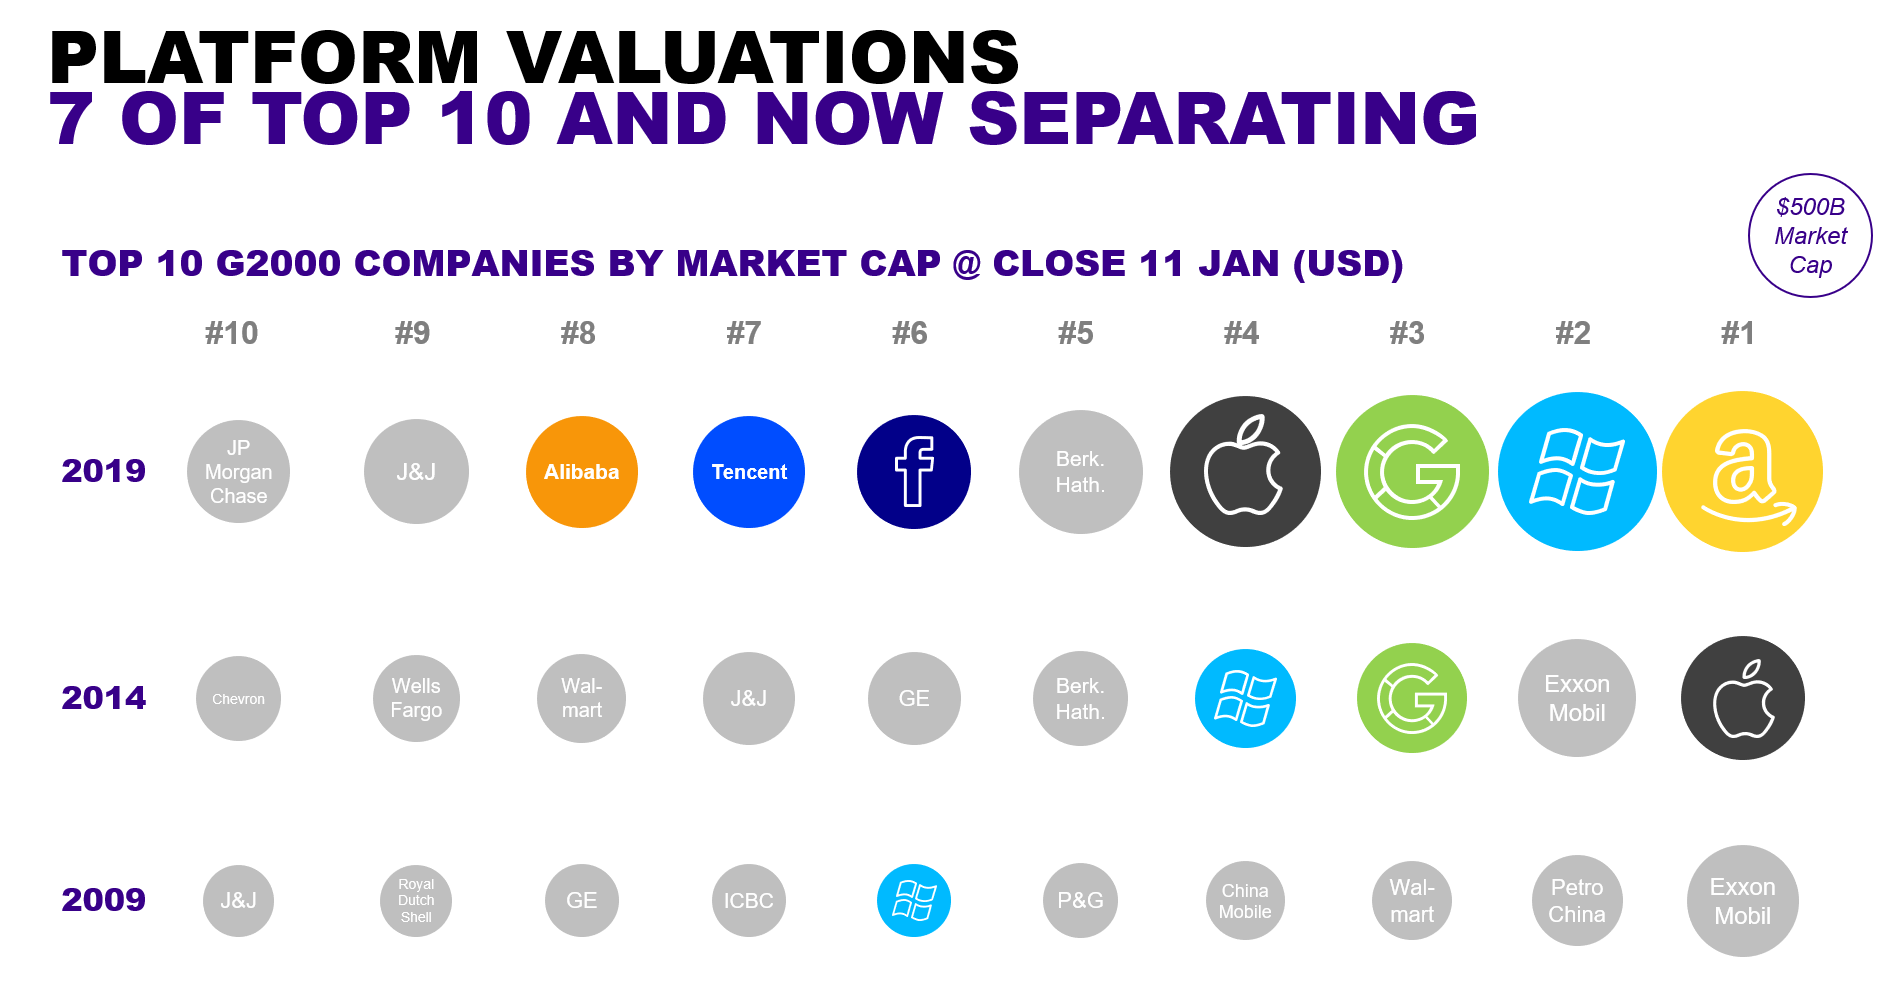 PLATFORM VALUATIONS
7 OF TOP 10 AND NOW SEPARATING
$500B
Market
Cap
TOP 10 G2000 COMPANIES BY MARKET CAP @ CLOSE 11 JAN (USD)
#10 #9 #8 #7 #6 #5 #4 #3 #2 #1
2019
JP
Morgan
Chase
J&J
Alibaba
Tencent
Berk.
Hath.
2014
Chevron
Wells
Fargo
Wal-
mart
J&J
GE
Berk.
Hath.
Exxon
Mobil
2009
J&J
Royal
Dutch
Shell
GE
ICBC
P&G
China
Mobile
Wal-
mart
Petro
China
Exxon
Mobil